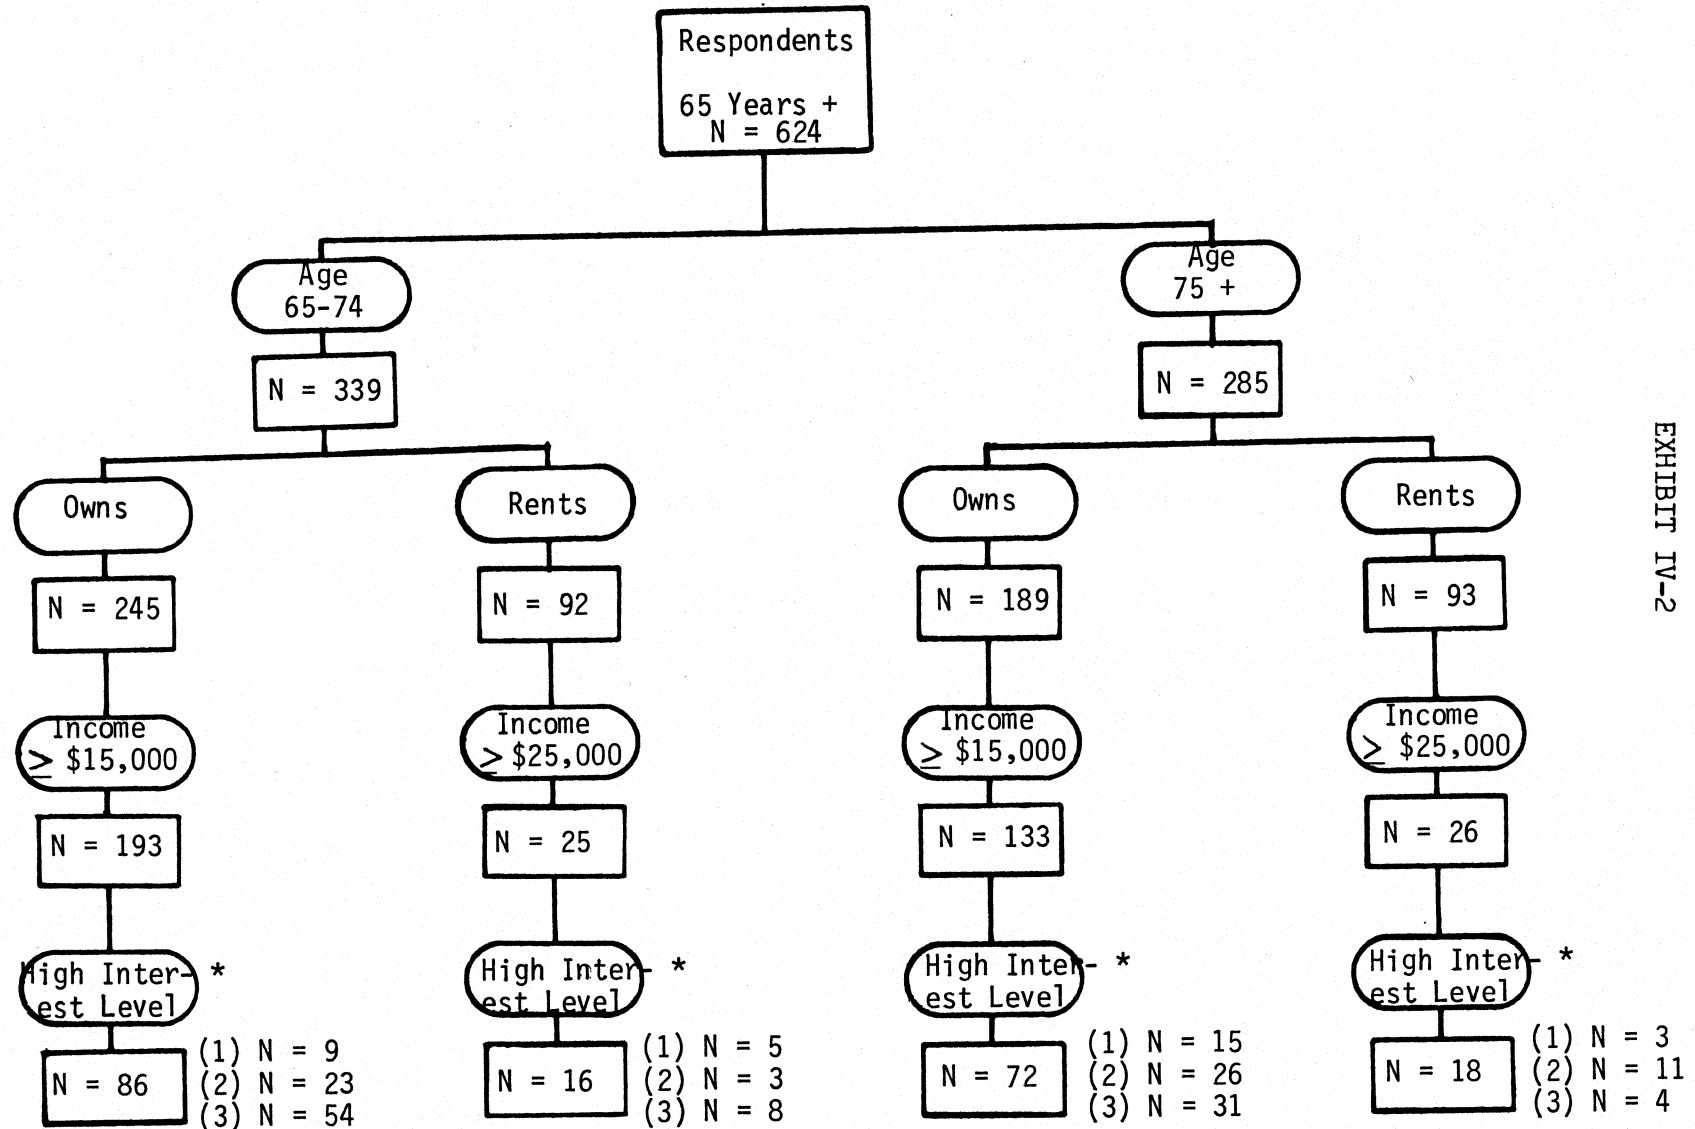 Respondents
65 Years +
N = 624
Age
65-74
N = 339
Age
75 +
N = 285
Owns
N = 245
Income
≥ $15,000
N = 193
High Inter- *
est Level
N = 86
(1) N = 9
(2) N = 23
(3) N = 54
Rents
N = 92
Income
≥ $25,000
N = 25
High Inter- *
est Level
N = 16
(1) N = 5
(2) N = 3
(3) N = 8
Owns
N = 189
Income
≥ $15,000
N = 133
High Inter- *
est Level
N = 72
(1) N = 15
(2) N = 26
(3) N = 31
Rents
N = 93
Income
≥ $25,000
N = 26
High Inter- *
est Level
N = 18
(1) N = 3
(2) N = 11
(3) N = 4
EXHIBIT IV-2